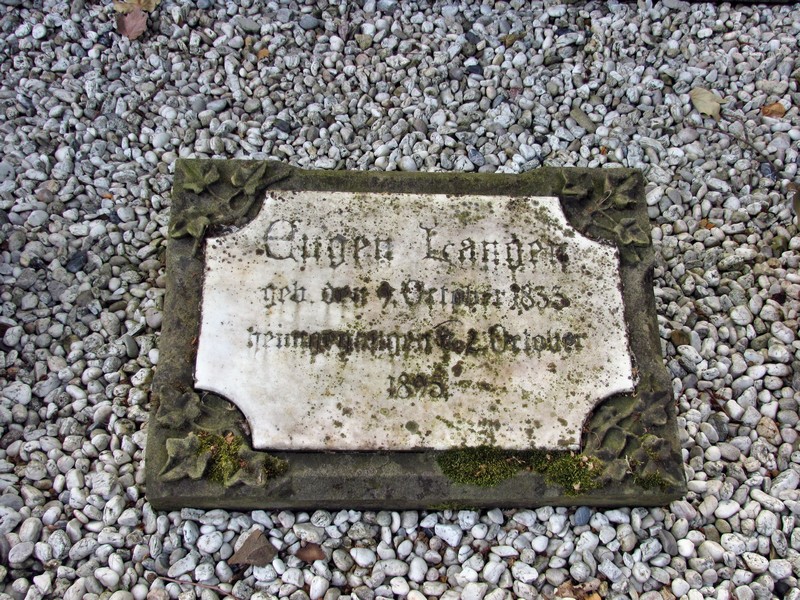 Eugen Langen
geb. den 9. October 1833
heimgegangen d. 2. October
1895.